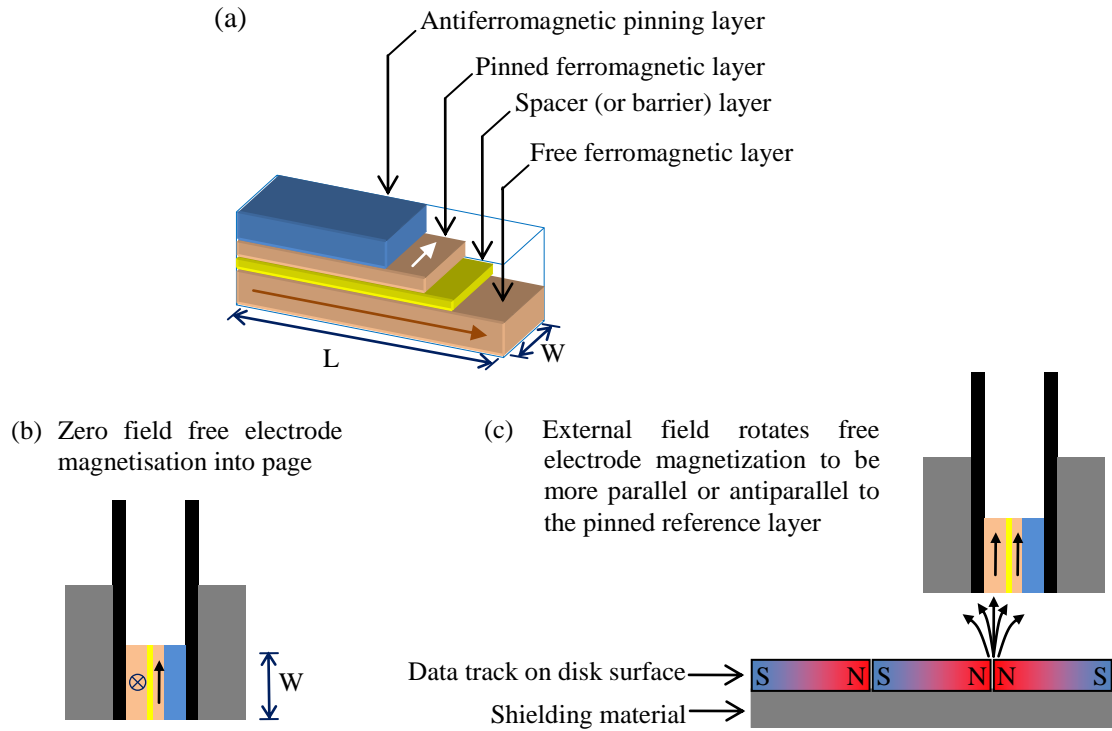 (a)
Antiferromagnetic pinning layer
Pinned ferromagnetic layer
Spacer (or barrier) layer
Free ferromagnetic layer
L
W
(b) Zero field free electrode
magnetisation into page
W
(c) External field rotates free
electrode magnetization to be
more parallel or antiparallel to
the pinned reference layer
Data track on disk surface
S N S N N S
Shielding material